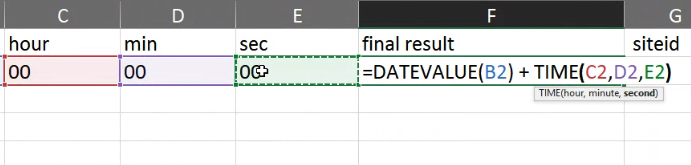 C D E F G
hour min sec final result siteid
00 00 00 =DATEVALUE(B2) + TIME(C2,D2,E2)
TIME(hour, minute, second)